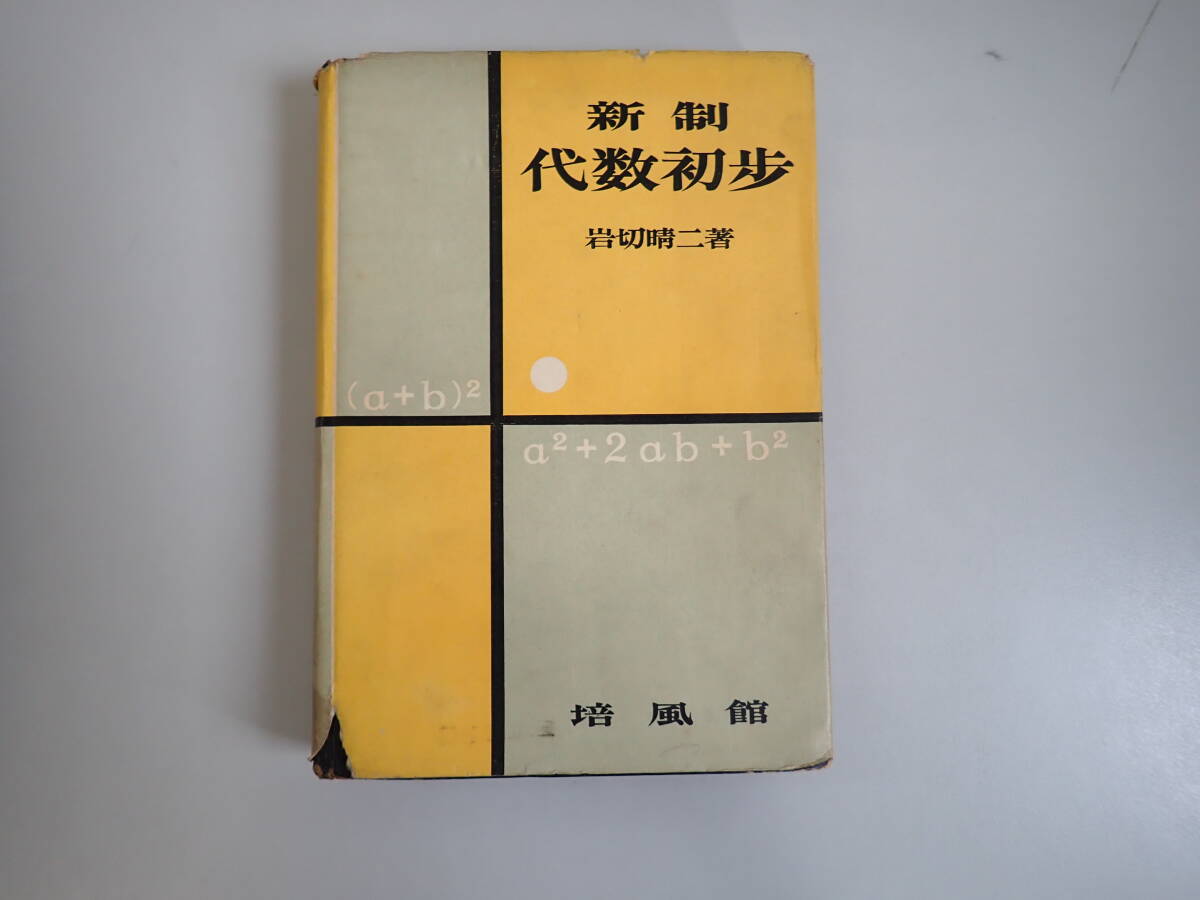 新制
代数初歩
岩切晴二著
(a+b)²
a²+2ab+b²
培風館